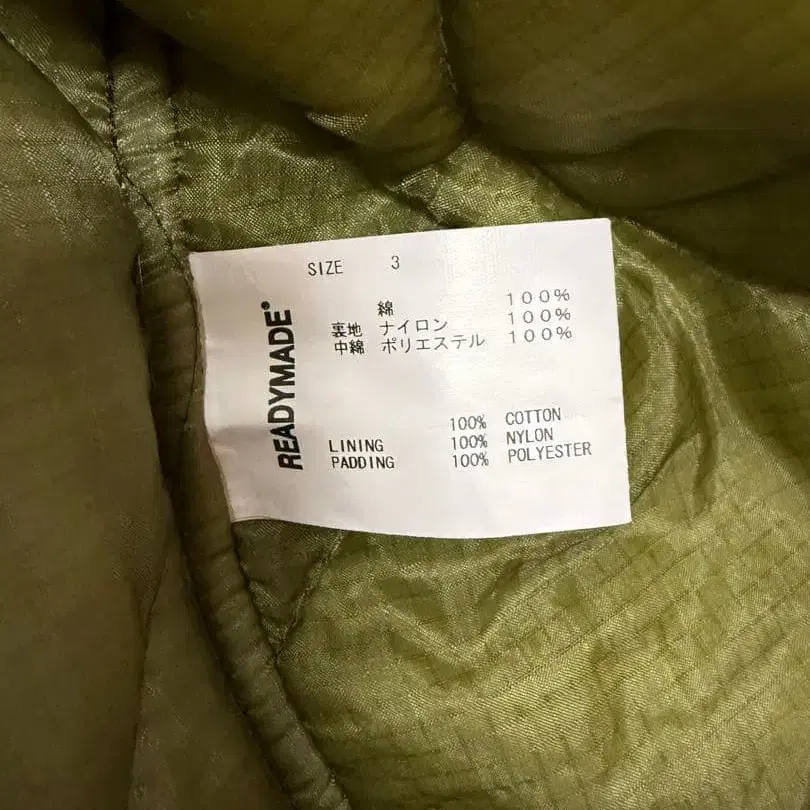 SIZE 3
READYMADE®
綿 100%
裏地 ナイロン 100%
中綿 ポリエステル 100%
100% COTTON
LINING 100% NYLON
PADDING 100% POLYESTER